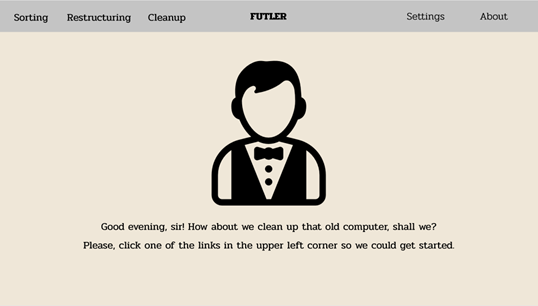 Sorting Restructuring Cleanup FUTLER Settings About
Good evening, sir! How about we clean up that old computer, shall we?
Please, click one of the links in the upper left corner so we could get started.